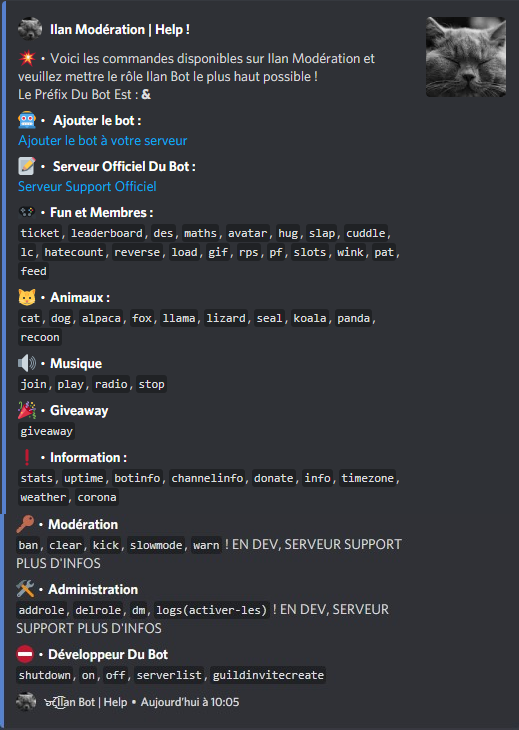 Ilan Modération | Help !
💥 • Voici les commandes disponibles sur Ilan Modération et
veuillez mettre le rôle Ilan Bot le plus haut possible !
Le Préfix Du Bot Est : &
🤖 • Ajouter le bot :
Ajouter le bot à votre serveur
📝 • Serveur Officiel Du Bot :
Serveur Support Officiel
🎮 • Fun et Membres :
ticket, leaderboard, des, maths, avatar, hug, slap, cuddle,
lc, hatecount, reverse, load, gif, rps, pf, slots, wink, pat,
feed
🐱 • Animaux :
cat, dog, alpaca, fox, llama, lizard, seal, koala, panda,
recoon
🔊 • Musique
join, play, radio, stop
🎉 • Giveaway
giveaway
❗ • Information :
stats, uptime, botinfo, channelinfo, donate, info, timezone,
weather, corona
🔑 • Modération
ban, clear, kick, slowmode, warn ! EN DEV, SERVEUR SUPPORT
PLUS D'INFOS
🛠️ • Administration
addrole, delrole, dm, logs(activer-les) ! EN DEV, SERVEUR
SUPPORT PLUS D'INFOS
⛔ • Développeur Du Bot
shutdown, on, off, serverlist, guildinvitecreate
Ilan Bot | Help • Aujourd'hui à 10:05